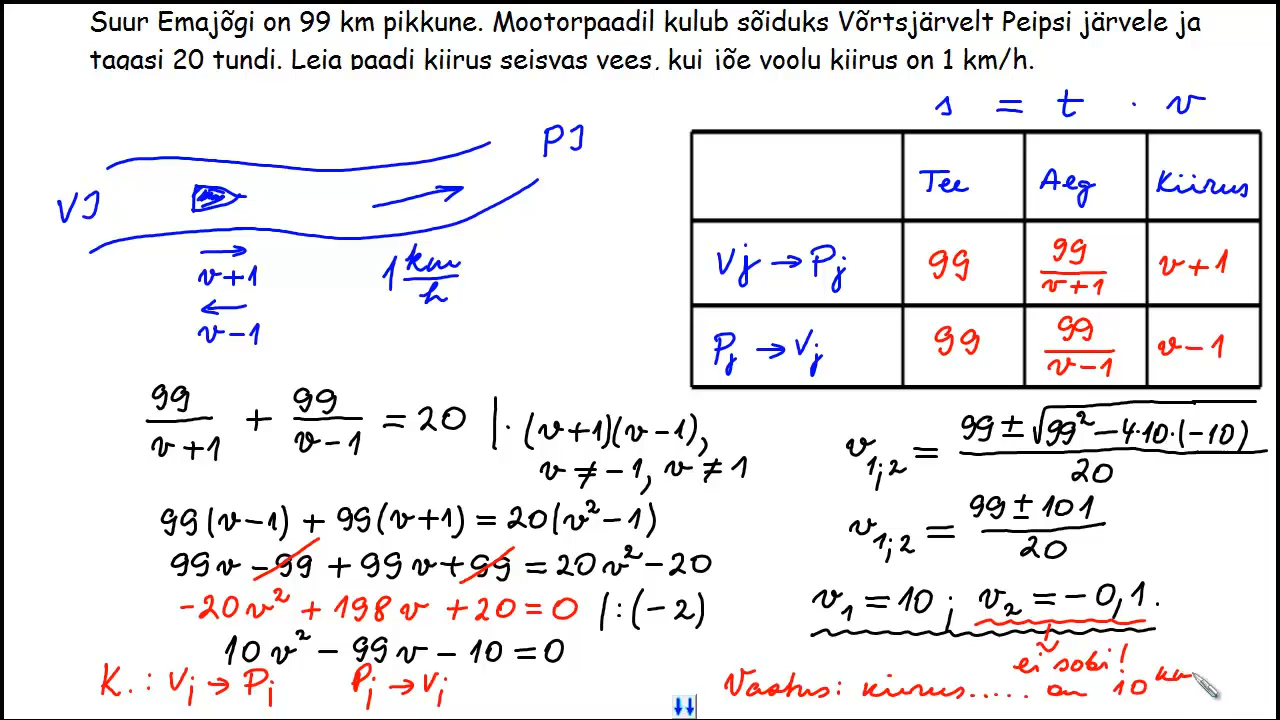 Suur Emajõgi on 99 km pikkune. Mootorpaadil kulub sõiduks Võrtsjärvelt Peipsi järvele ja
tagasi 20 tundi. Leia paadi kiirus seisvas vees, kui jõe voolu kiirus on 1 km/h.
s = t · v
VJ
PJ
v+1
v-1
1 km/h
Tee Aeg Kiirus
Vj → Pj 99 99/(v+1) v+1
Pj → Vj 99 99/(v-1) v-1
99/(v+1) + 99/(v-1) = 20 |· (v+1)(v-1),
v ≠ -1, v ≠ 1
99(v-1) + 99(v+1) = 20(v²-1)
99v - 99 + 99v + 99 = 20v² - 20
-20v² + 198v + 20 = 0 |:(-2)
10v² - 99v - 10 = 0
K.: Vj → Pj Pj → Vj
v₁;₂ = (99 ± √(99² - 4·10·(-10)))/20
v₁;₂ = (99 ± 101)/20
v₁ = 10; v₂ = -0,1.
ei sobi!
Vastus: kiirus..... on 10